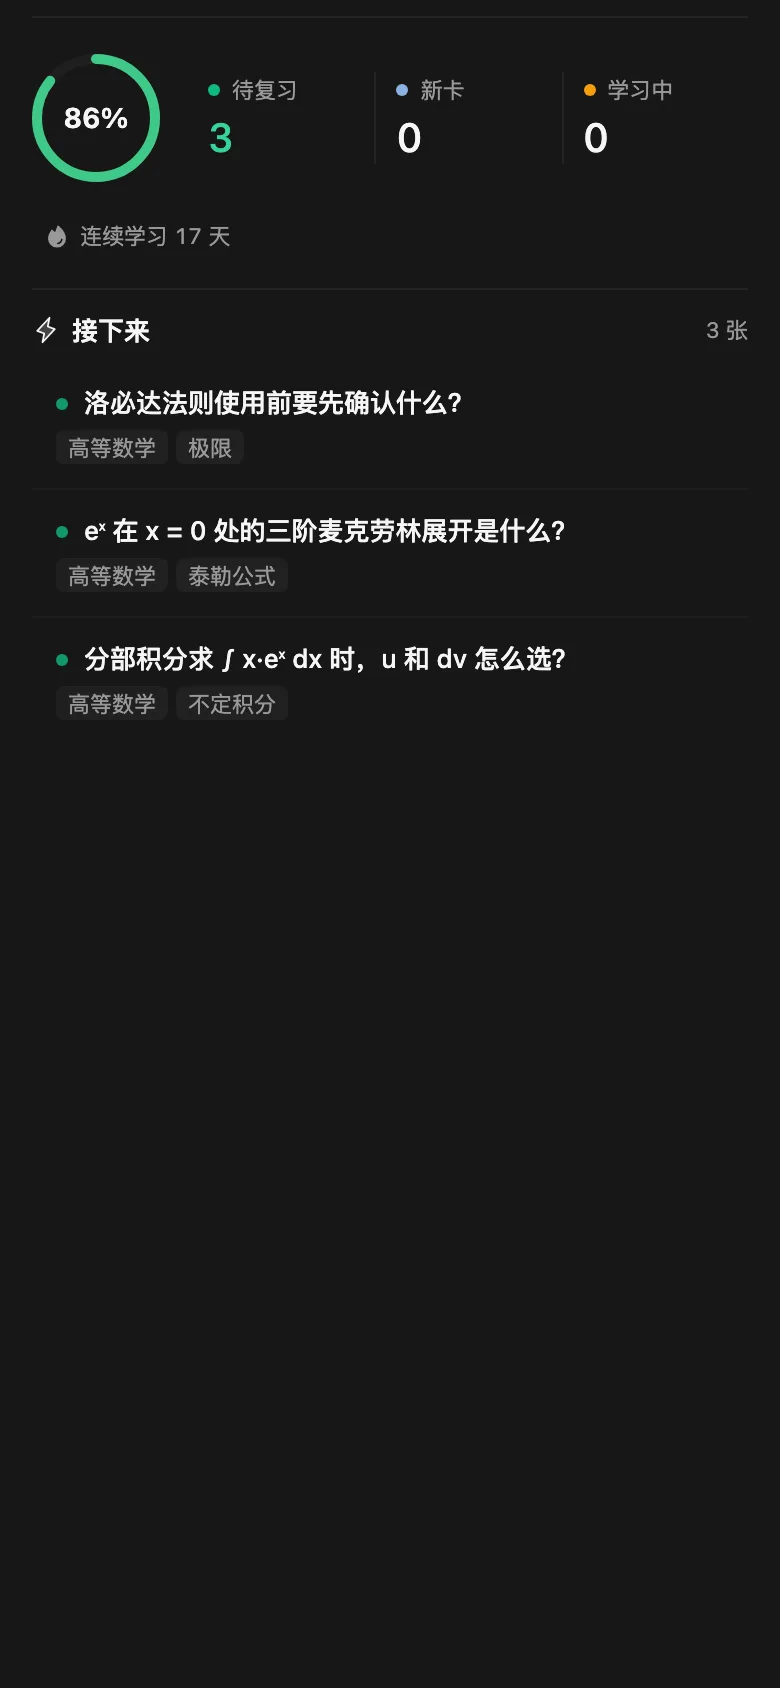 86%
待复习
3
新卡
0
学习中
0
连续学习 17 天
接下来
3 张
洛必达法则使用前要先确认什么?
高等数学 极限
eˣ 在 x = 0 处的三阶麦克劳林展开是什么?
高等数学 泰勒公式
分部积分求 ∫ x·eˣ dx 时，u 和 dv 怎么选?
高等数学 不定积分